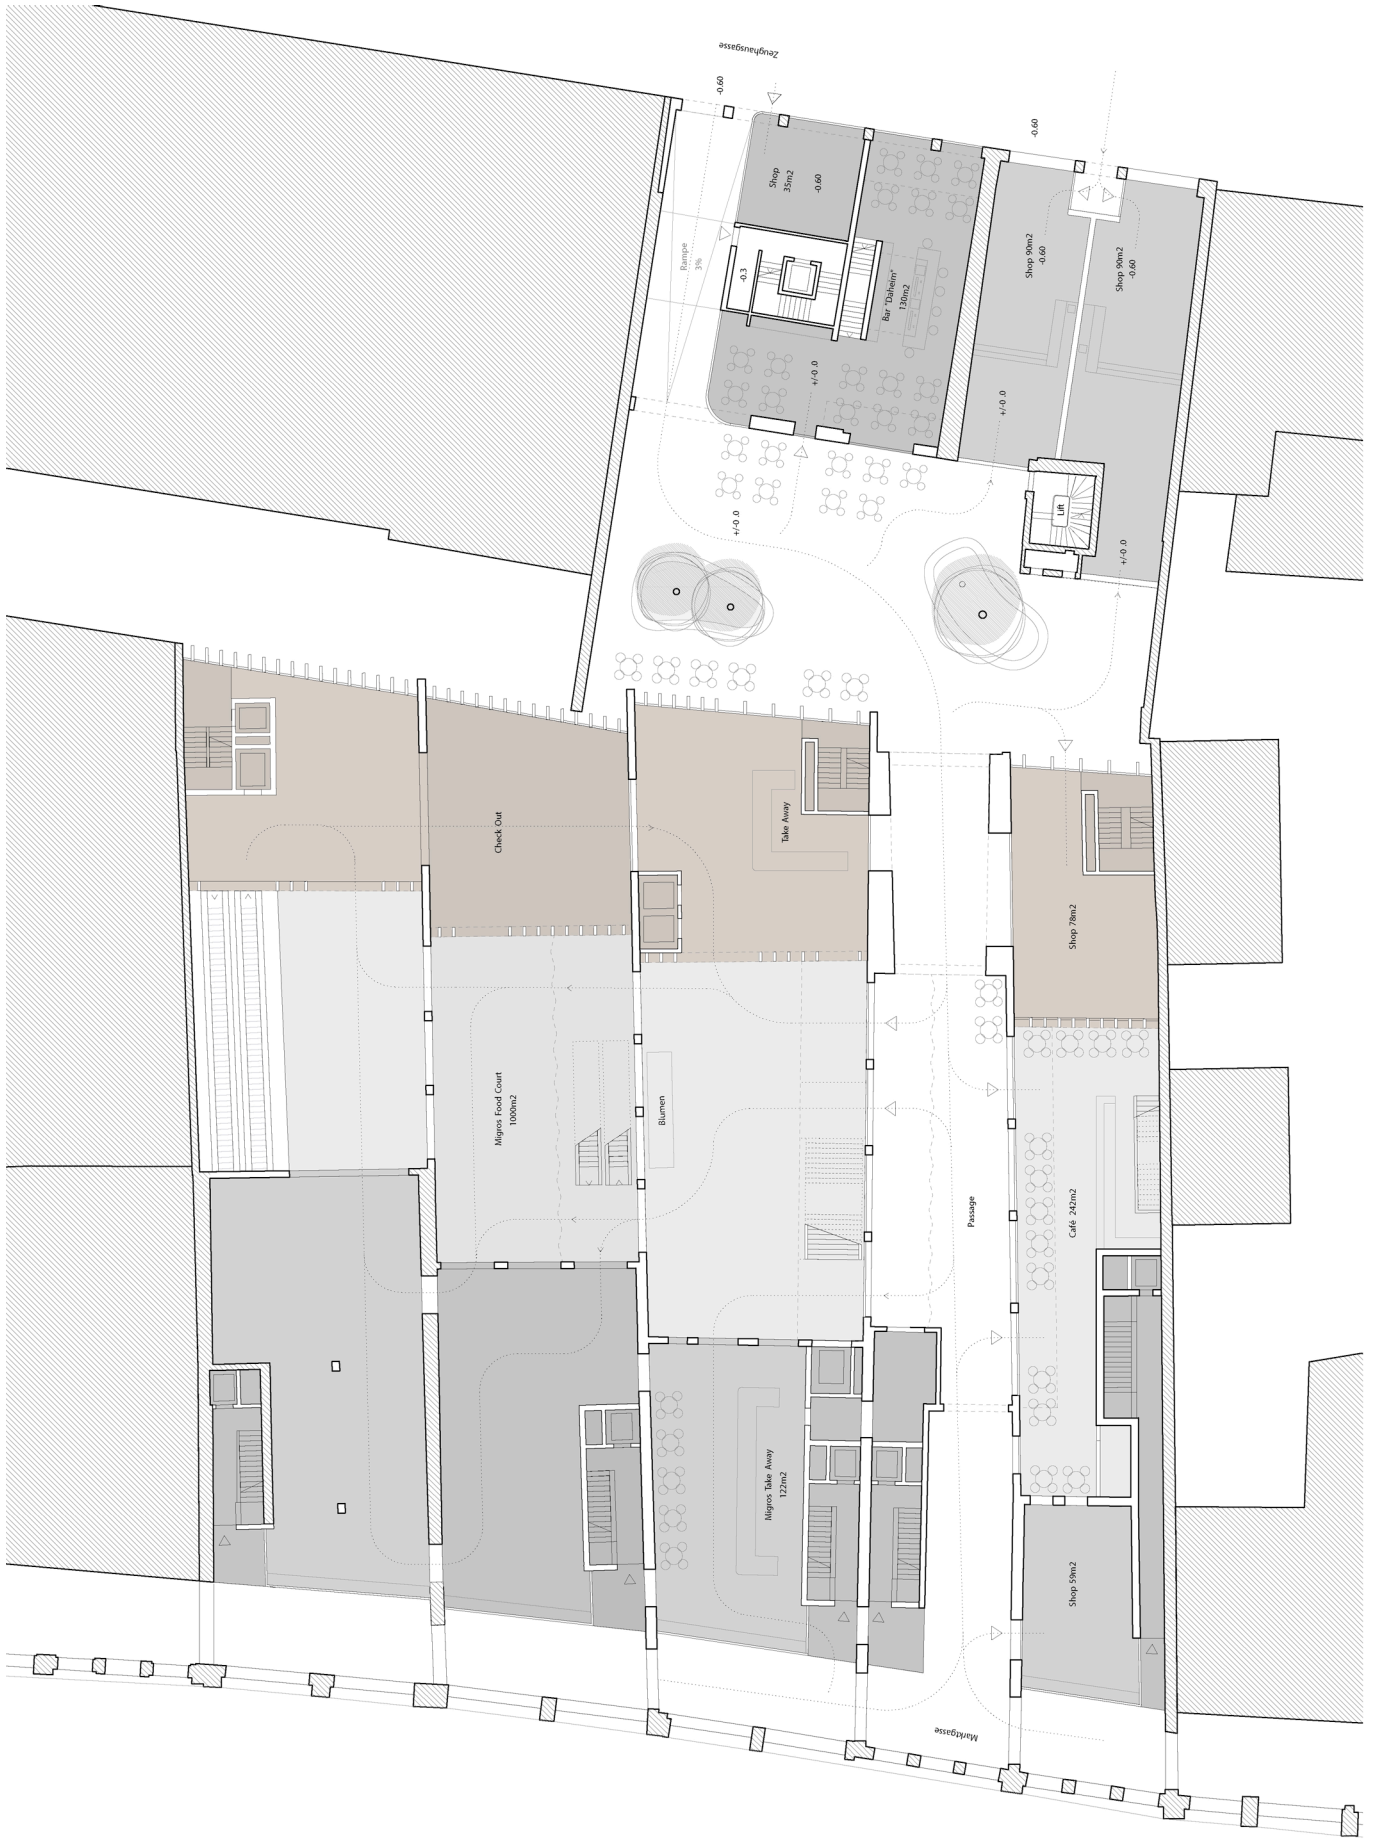 Zeughausgasse
-0.60
-0.60
Shop
35m2
-0.60
Rampe
3%
-0.3
Bar "Daheim"
130m2
Shop 90m2
-0.60
Shop 90m2
-0.60
+/-0 .0
+/-0 .0
+/-0 .0
Lift
+/-0 .0
Check Out
Take Away
Shop 78m2
Migros Food Court
1000m2
Blumen
Passage
Café 242m2
Migros Take Away
122m2
Shop 59m2
Marktgasse